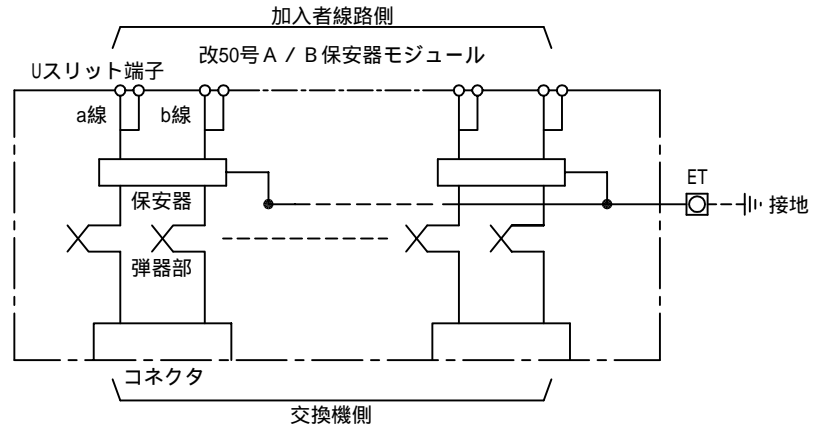 加入者線路側
改50号A/B保安器モジュール
Uスリット端子
a線
b線
ET
保安器
接地
弾器部
コネクタ
交換機側